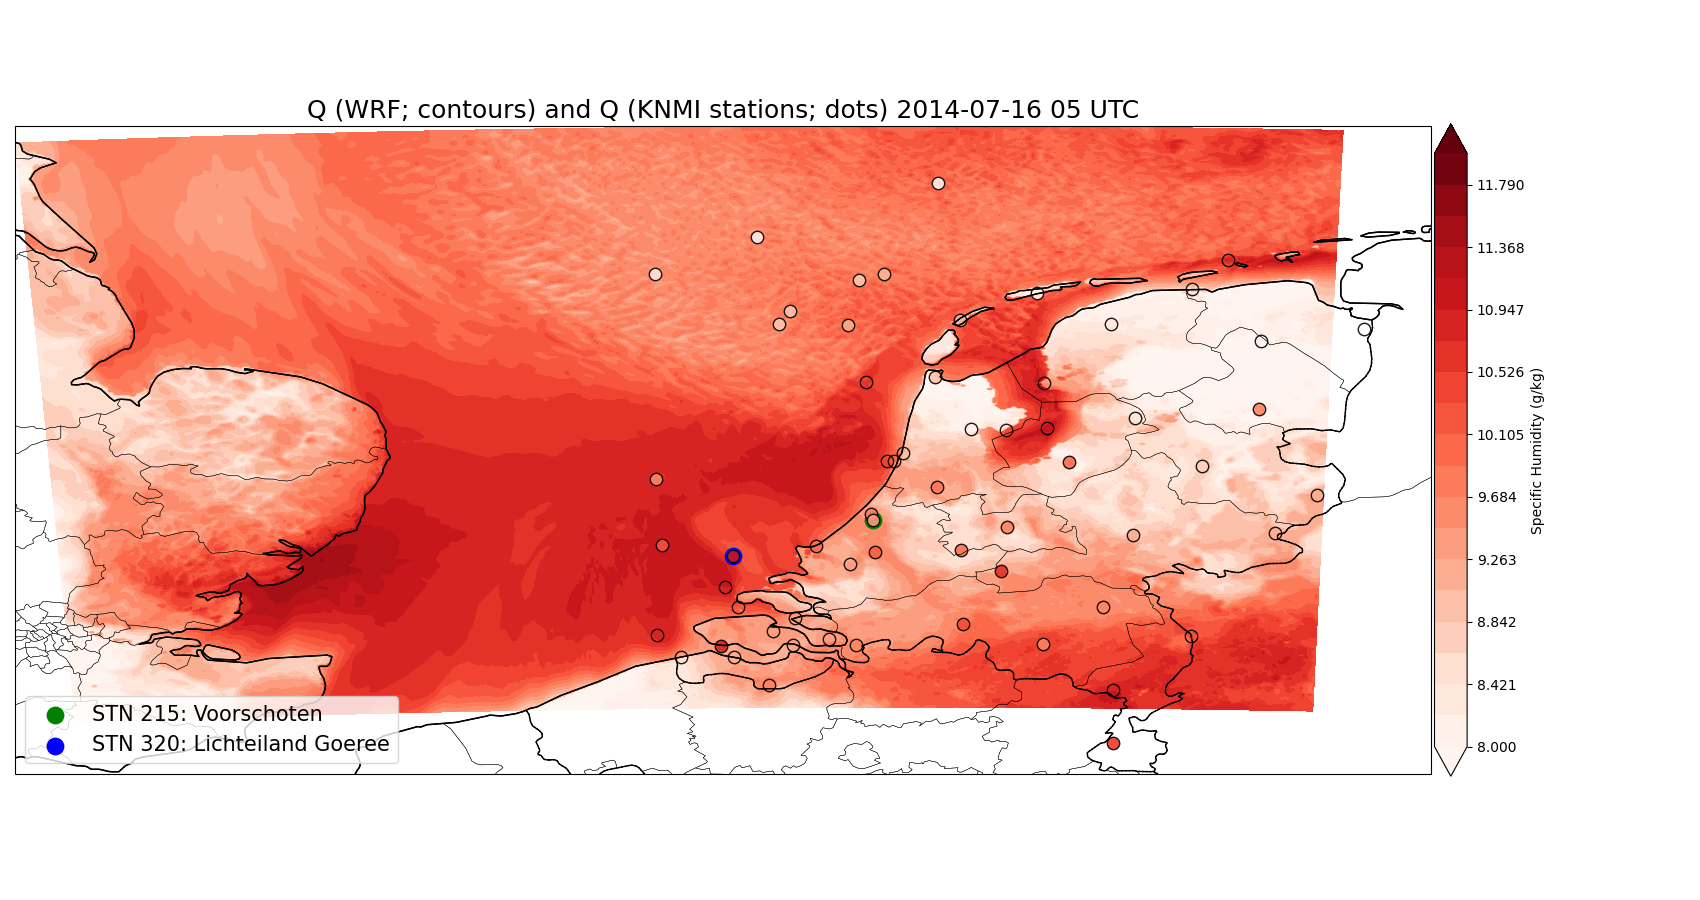 Q (WRF; contours) and Q (KNMI stations; dots) 2014-07-16 05 UTC
11.790
11.368
10.947
10.526
10.105
9.684
9.263
8.842
8.421
8.000
Specific Humidity (g/kg)
STN 215: Voorschoten
STN 320: Lichteiland Goeree